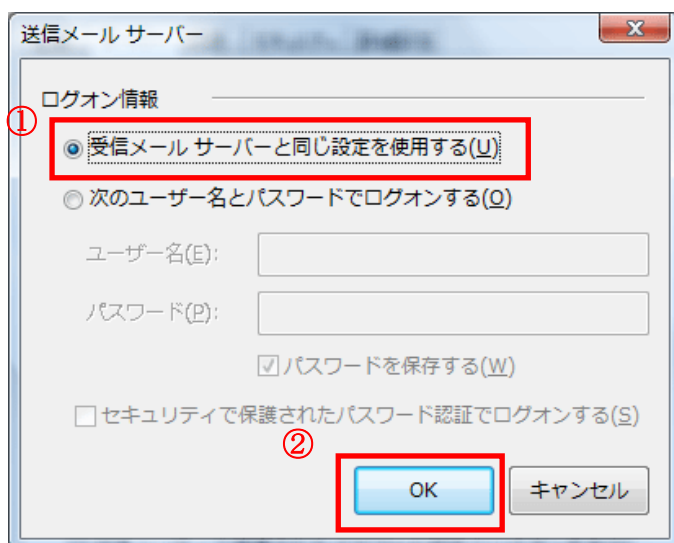 送信メール サーバー
ログオン情報
①
受信メール サーバーと同じ設定を使用する(U)
次のユーザー名とパスワードでログオンする(O)
ユーザー名(E):
パスワード(P):
パスワードを保存する(W)
セキュリティで保護されたパスワード認証でログオンする(S)
②
OK
キャンセル